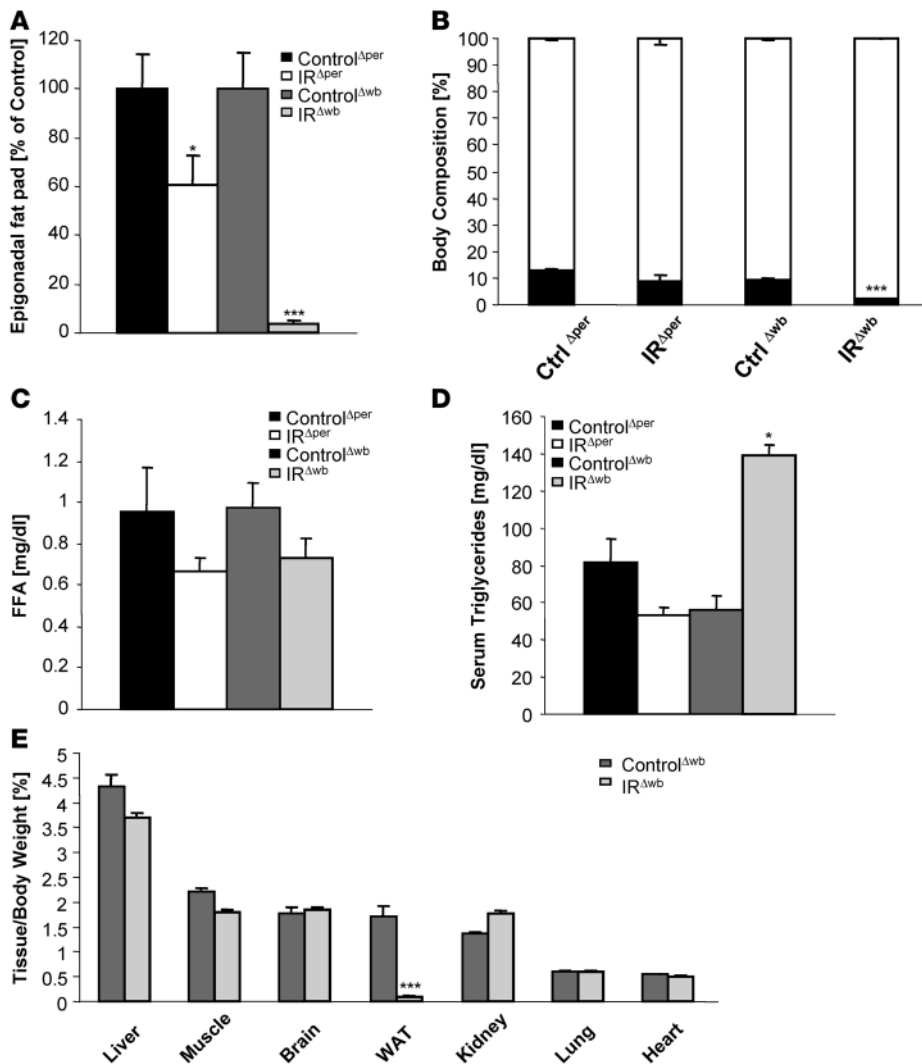 A
Epigonadal fat pad [% of Control]
120
100
80
60
40
20
0
*
***
Control^Δper
IR^Δper
Control^Δwb
IR^Δwb
B
Body Composition [%]
100
90
80
70
60
50
40
30
20
10
0
***
Ctrl ^Δper
IR^Δper
Ctrl ^Δwb
IR^Δwb
C
FFA [mg/dl]
1.4
1.2
1
0.8
0.6
0.4
0.2
0
Control^Δper
IR^Δper
Control^Δwb
IR^Δwb
D
Serum Triglycerides [mg/dl]
160
140
120
100
80
60
40
20
0
Control^Δper
IR^Δper
Control^Δwb
IR^Δwb
*
E
Tissue/Body Weight [%]
5
4.5
4
3.5
3
2.5
2
1.5
1
0.5
0
***
Control^Δwb
IR^Δwb
Liver
Muscle
Brain
WAT
Kidney
Lung
Heart